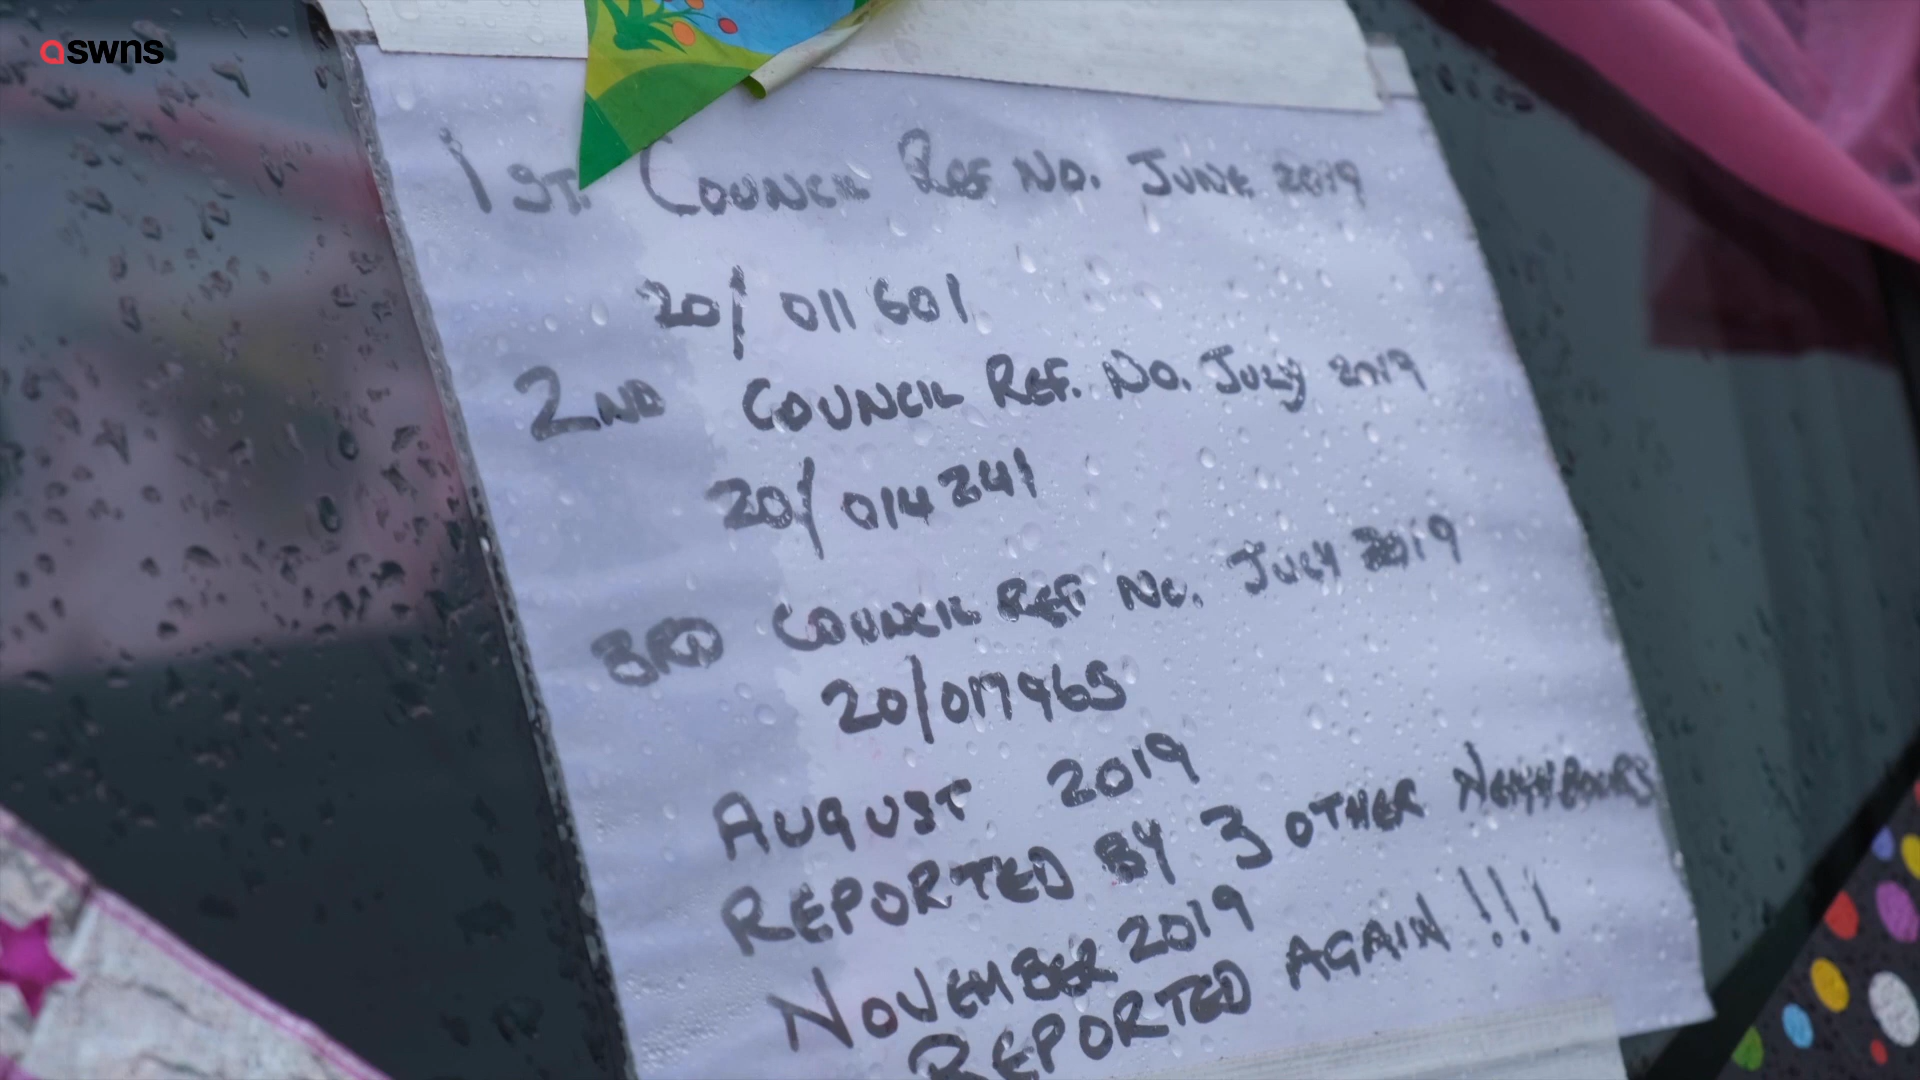 aswns
1ST. COUNCIL REF NO. JUNE 2019
20/011601
2ND COUNCIL REF. NO. JULY 2019
20/014241
3RD COUNCIL REF NO. JULY 2019
20/017965
AUGUST 2019
REPORTED BY 3 OTHER NEIGHBOURS
NOVEMBER 2019
REPORTED AGAIN !!!